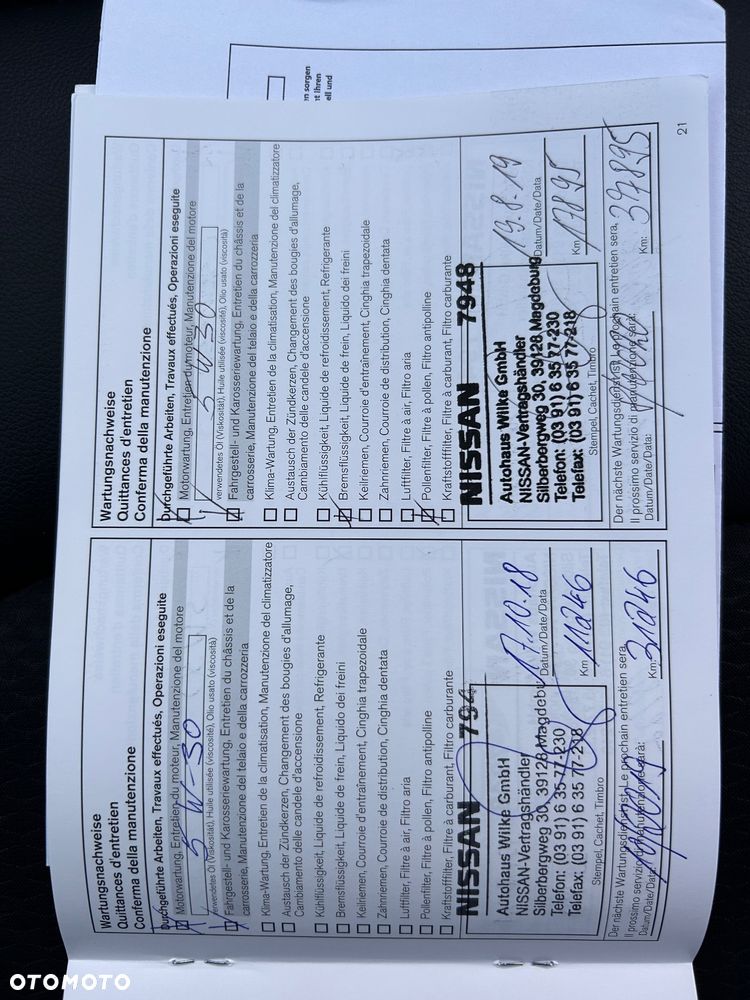 n sorgen
t Ihren
ell und
Wartungsnachweise
Quittances d'entretien
Conferma della manutenzione
Durchgeführte Arbeiten, Travaux effectués, Operazioni eseguite
Motorwartung, Entretien du moteur, Manutenzione del motore
5 W-30
verwendetes Öl (Viskosität), Huile utilisée (viscosité), Olio usato (viscosità)
Fahrgestell- und Karosseriewartung, Entretien du châssis et de la
carrosserie, Manutenzione del telaio e della carrozzeria
Klima-Wartung, Entretien de la climatisation, Manutenzione del climatizzatore
Austausch der Zündkerzen, Changement des bougies d'allumage,
Cambiamento delle candele d'accensione
Kühlflüssigkeit, Liquide de refroidissement, Refrigerante
Bremsflüssigkeit, Liquide de frein, Liquido dei freini
Keilriemen, Courroie d'entraînement, Cinghia trapezoidale
Zahnriemen, Courroie de distribution, Cinghia dentata
Luftfilter, Filtre à air, Filtro aria
Pollenfilter, Filtre à pollen, Filtro antipolline
Kraftstofffilter, Filtre à carburant, Filtro carburante
NISSAN 794
Autohaus Wilke GmbH
NISSAN-Vertragshändler
Silberbergweg 30, 39128 Magdebu
Telefon: (03 91) 6 35 77-230
Telefax: (03 91) 6 35 77-218
Stempel, Cachet, Timbro
17.10.18
Datum/Date/Data
Km 11246
Der nächste Wartungsdienst ist, Le prochain entretien sera,
Il prossimo servizio di manutenzione sarà:
Datum/Date/Data:
Km: 31246
Wartungsnachweise
Quittances d'entretien
Conferma della manutenzione
Durchgeführte Arbeiten, Travaux effectués, Operazioni eseguite
Motorwartung, Entretien du moteur, Manutenzione del motore
5 W30
verwendetes Öl (Viskosität), Huile utilisée (viscosité), Olio usato (viscosità)
Fahrgestell- und Karosseriewartung, Entretien du châssis et de la
carrosserie, Manutenzione del telaio e della carrozzeria
Klima-Wartung, Entretien de la climatisation, Manutenzione del climatizzatore
Austausch der Zündkerzen, Changement des bougies d'allumage,
Cambiamento delle candele d'accensione
Kühlflüssigkeit, Liquide de refroidissement, Refrigerante
Bremsflüssigkeit, Liquide de frein, Liquido dei freini
Keilriemen, Courroie d'entraînement, Cinghia trapezoidale
Zahnriemen, Courroie de distribution, Cinghia dentata
Luftfilter, Filtre à air, Filtro aria
Pollenfilter, Filtre à pollen, Filtro antipolline
Kraftstofffilter, Filtre à carburant, Filtro carburante
NISSAN 7948
Autohaus Wilke GmbH
NISSAN-Vertragshändler
Silberbergweg 30, 39128 Magdeburg
Telefon: (03 91) 6 35 77-230
Telefax: (03 91) 6 35 77-218
Stempel, Cachet, Timbro
19.8.19
Datum/Date/Data
Km 17895
Der nächste Wartungsdienst ist, Le prochain entretien sera,
Il prossimo servizio di manutenzione sarà:
Datum/Date/Data:
Km: 37895
21
OTOMOTO